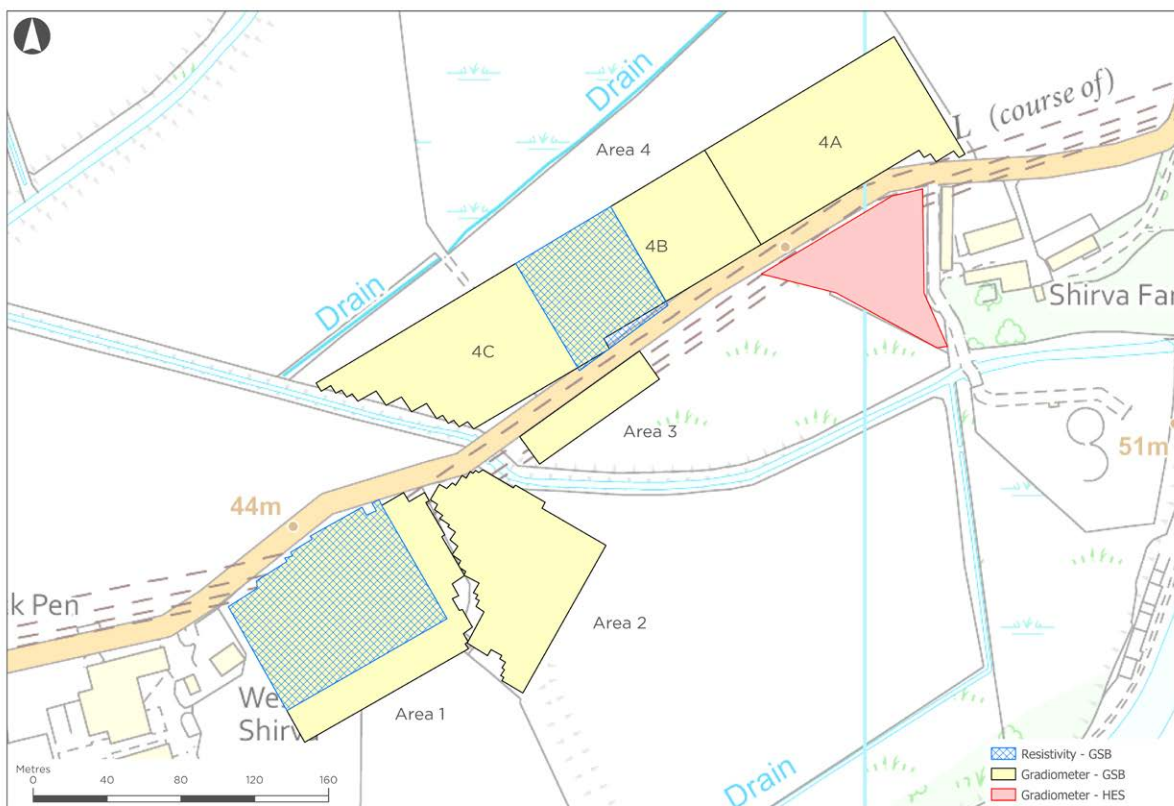 Drain
L (course of)
Area 4
4A
4B
Drain
Shirva Far
4C
Area 3
51m
44m
k Pen
Area 2
We
Shirva
Area 1
Metres
0 40 80 120 160
Drain
Resistivity - GSB
Gradiometer - GSB
Gradiometer - HES